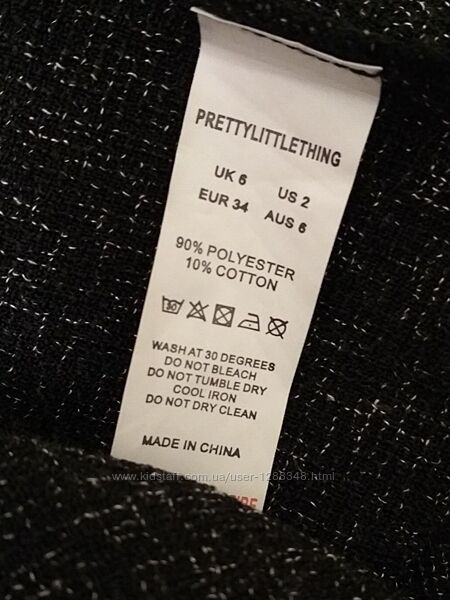 PRETTYLITTLETHING
UK 6 US 2
EUR 34 AUS 6
90% POLYESTER
10% COTTON
30
WASH AT 30 DEGREES
DO NOT BLEACH
DO NOT TUMBLE DRY
COOL IRON
DO NOT DRY CLEAN
MADE IN CHINA
www.kidstaff.com.ua/user-1288348.html